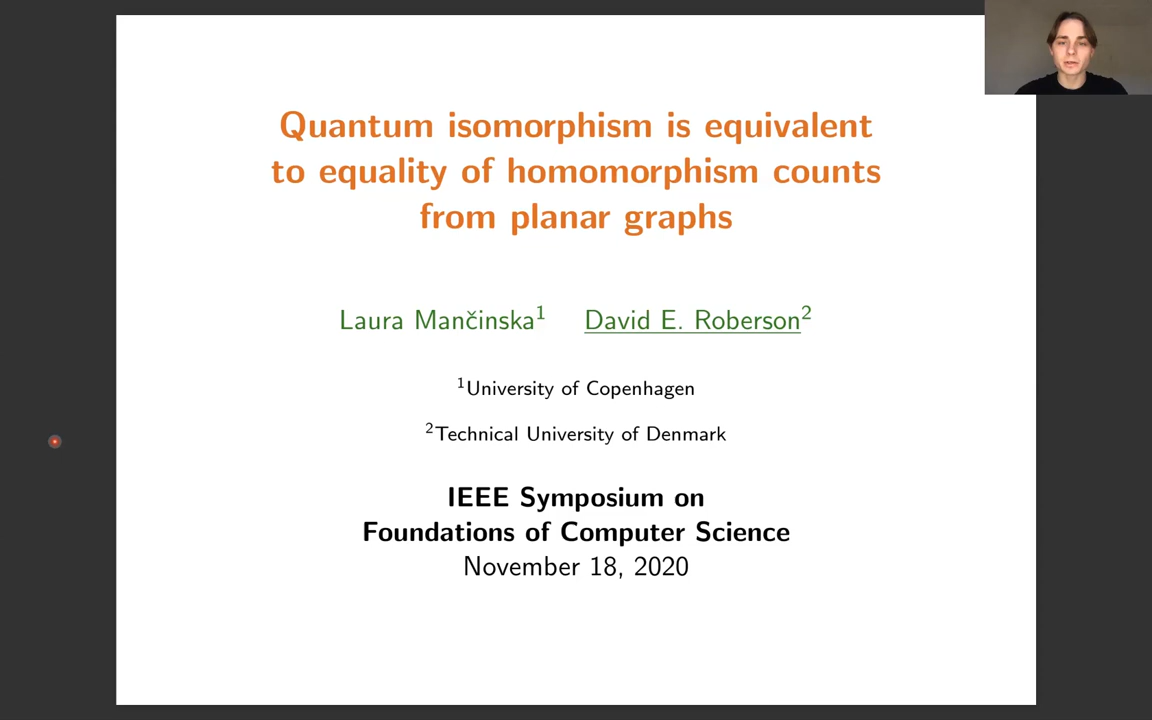 Quantum isomorphism is equivalent
to equality of homomorphism counts
from planar graphs
Laura Mančinska¹ David E. Roberson²
¹University of Copenhagen
²Technical University of Denmark
IEEE Symposium on
Foundations of Computer Science
November 18, 2020